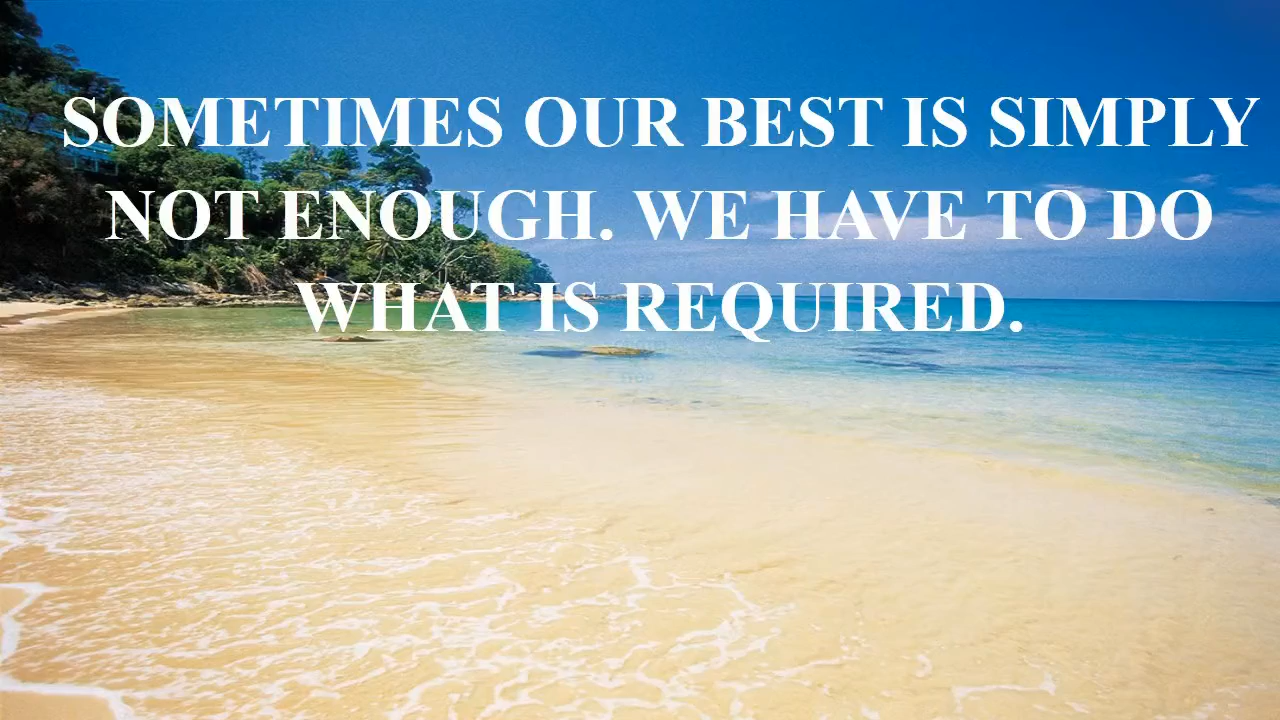 SOMETIMES OUR BEST IS SIMPLY
NOT ENOUGH. WE HAVE TO DO
WHAT IS REQUIRED.